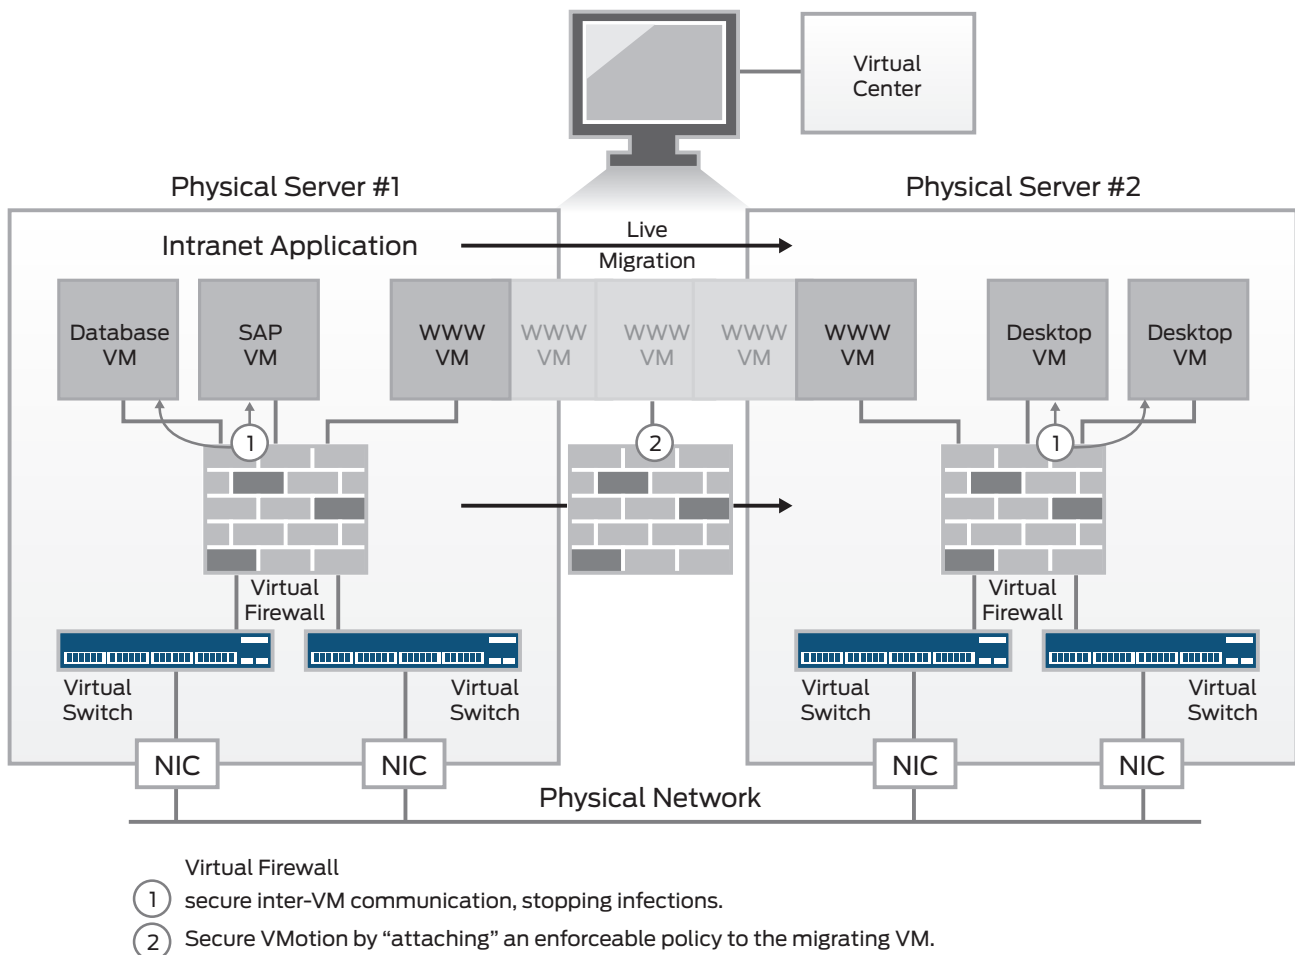 Virtual
Center
Physical Server #1
Physical Server #2
Intranet Application
Live
Migration
Database
VM
SAP
VM
WWW
VM
WWW
VM
WWW
VM
WWW
VM
WWW
VM
Desktop
VM
Desktop
VM
1
2
1
Virtual
Firewall
Virtual
Firewall
Virtual
Switch
Virtual
Switch
Virtual
Switch
Virtual
Switch
NIC
NIC
NIC
NIC
Physical Network
Virtual Firewall
1 secure inter-VM communication, stopping infections.
2 Secure VMotion by “attaching” an enforceable policy to the migrating VM.